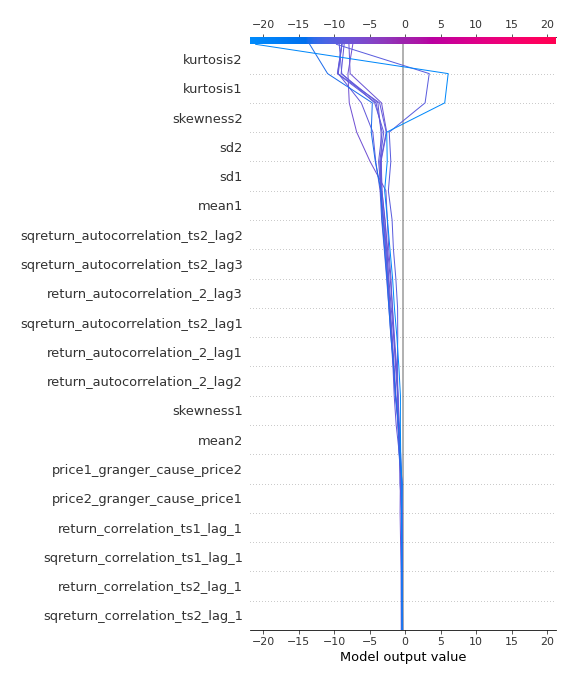 −20 −15 −10 −5 0 5 10 15 20
kurtosis2
kurtosis1
skewness2
sd2
sd1
mean1
sqreturn_autocorrelation_ts2_lag2
sqreturn_autocorrelation_ts2_lag3
return_autocorrelation_2_lag3
sqreturn_autocorrelation_ts2_lag1
return_autocorrelation_2_lag1
return_autocorrelation_2_lag2
skewness1
mean2
price1_granger_cause_price2
price2_granger_cause_price1
return_correlation_ts1_lag_1
sqreturn_correlation_ts1_lag_1
return_correlation_ts2_lag_1
sqreturn_correlation_ts2_lag_1
−20 −15 −10 −5 0 5 10 15 20
Model output value